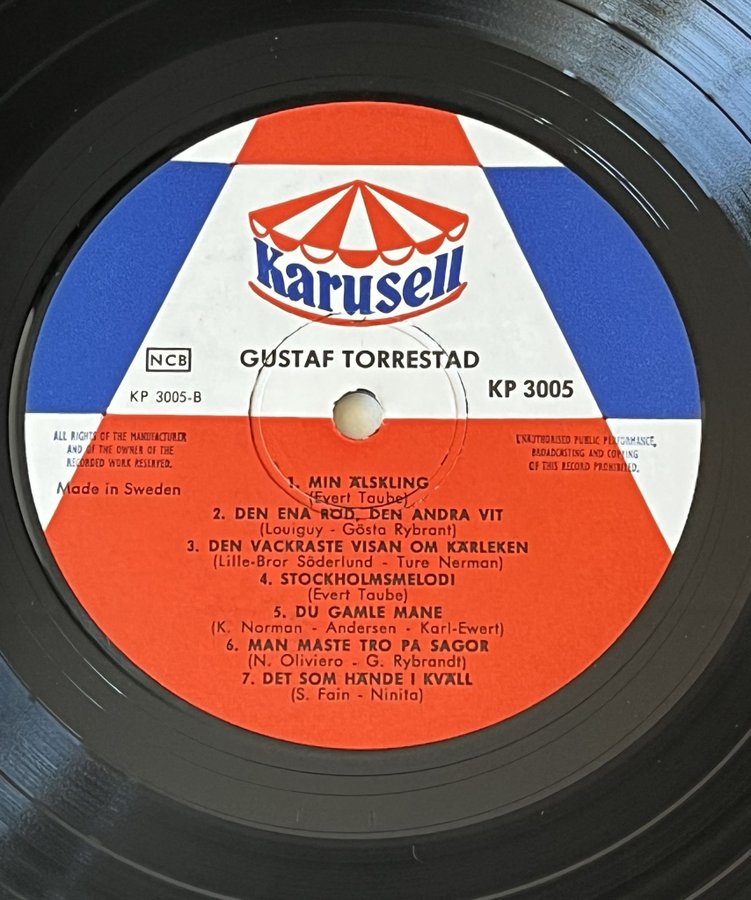 Karusell
NCB
GUSTAF TORRESTAD
KP 3005-B
KP 3005
ALL RIGHTS OF THE MANUFACTURER
AND OF THE OWNER OF THE
RECORDED WORK RESERVED.
UNAUTHORISED PUBLIC PERFORMANCE,
BROADCASTING AND COPYING
OF THIS RECORD PROHIBITED.
Made in Sweden
1. MIN ÄLSKLING
(Evert Taube)
2. DEN ENA RÖD, DEN ANDRA VIT
(Louiguy - Gösta Rybrant)
3. DEN VACKRASTE VISAN OM KÄRLEKEN
(Lille-Bror Söderlund - Ture Nerman)
4. STOCKHOLMSMELODI
(Evert Taube)
5. DU GAMLE MÅNE
(K. Norman - Andersen - Karl-Ewert)
6. MAN MÅSTE TRO PÅ SAGOR
(N. Oliviero - G. Rybrandt)
7. DET SOM HÄNDE I KVÄLL
(S. Fain - Ninita)